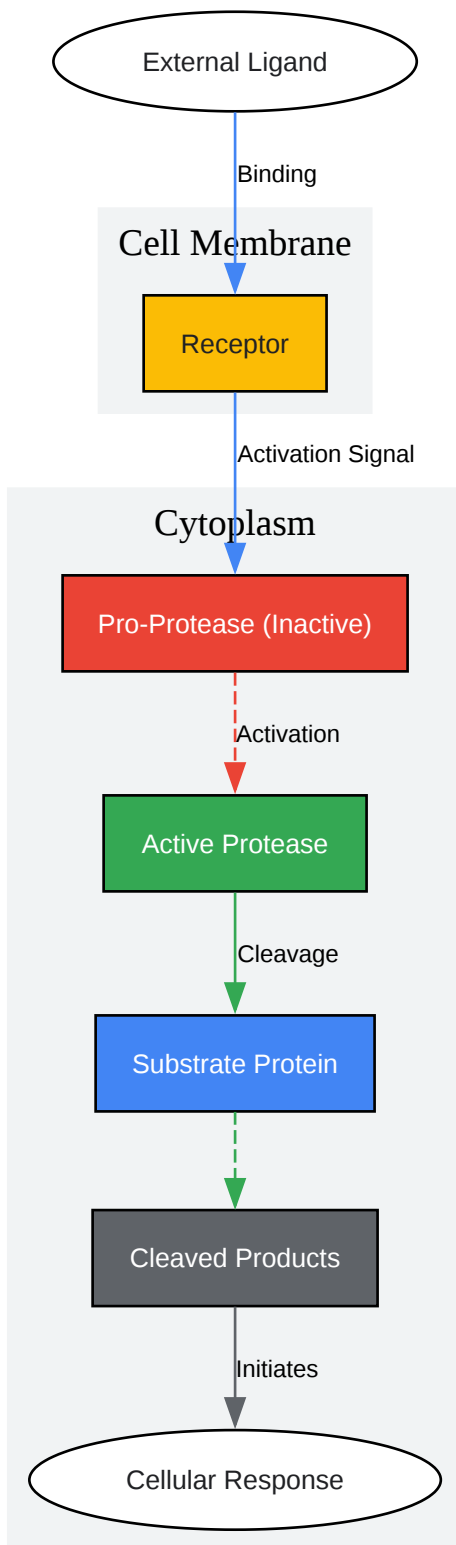 External Ligand
Binding
Cell Membrane
Receptor
Activation Signal
Cytoplasm
Pro-Protease (Inactive)
Activation
Active Protease
Cleavage
Substrate Protein
Cleaved Products
Initiates
Cellular Response